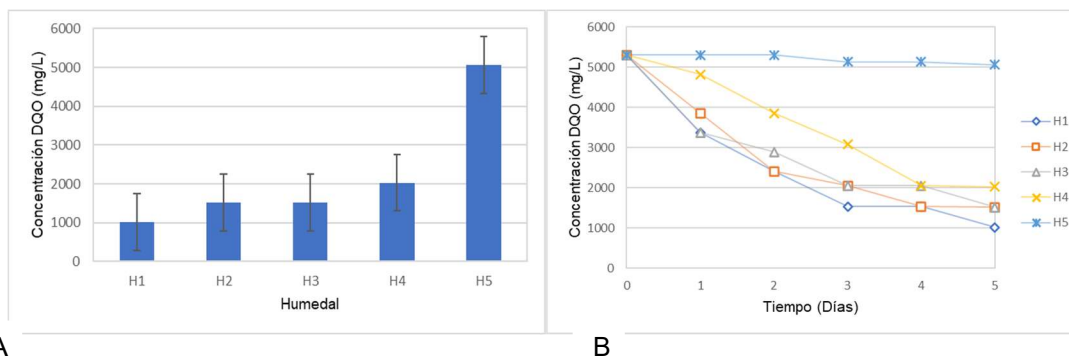 6000
5000
4000
3000
2000
1000
0
Concentración DQO (mg/L)
H1 H2 H3 H4 H5
Humedal
A
6000
5000
4000
3000
2000
1000
0
Concentración DQO (mg/L)
0 1 2 3 4 5
Tiempo (Días)
H1
H2
H3
H4
H5
B